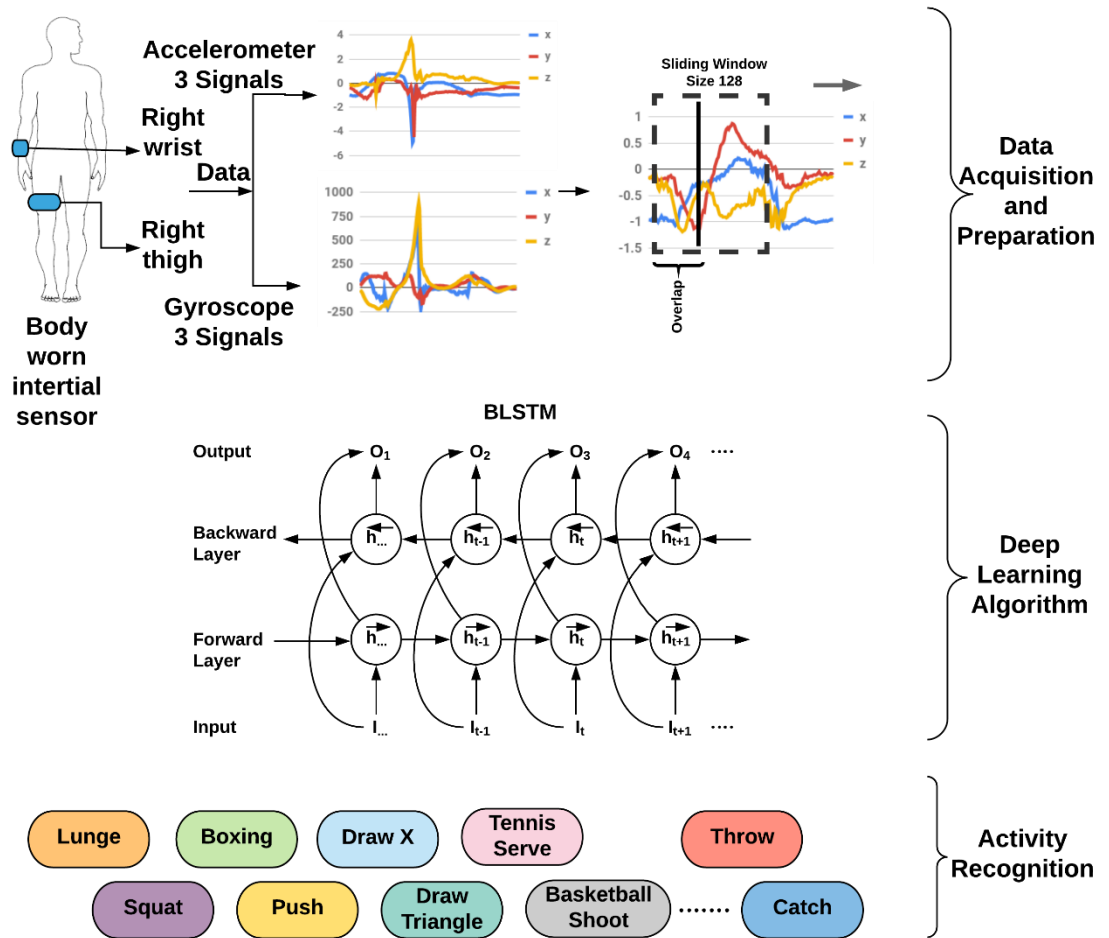 Accelerometer
3 Signals
Right
wrist
Data
Right
thigh
Gyroscope
3 Signals
Body
worn
intertial
sensor
4
2
0
-2
-4
-6
x
y
z
1000
750
500
250
0
-250
x
y
z
Sliding Window
Size 128
1
0.5
0
-0.5
-1
-1.5
x
y
z
Overlap
Data
Acquisition
and
Preparation
BLSTM
Output
O1
O2
O3
O4
....
Backward
Layer
h...
ht-1
ht
ht+1
Forward
Layer
h...
ht-1
ht
ht+1
Input
I...
It-1
It
It+1
....
Deep
Learning
Algorithm
Lunge
Boxing
Draw X
Tennis
Serve
Throw
Squat
Push
Draw
Triangle
Basketball
Shoot
.......
Catch
Activity
Recognition